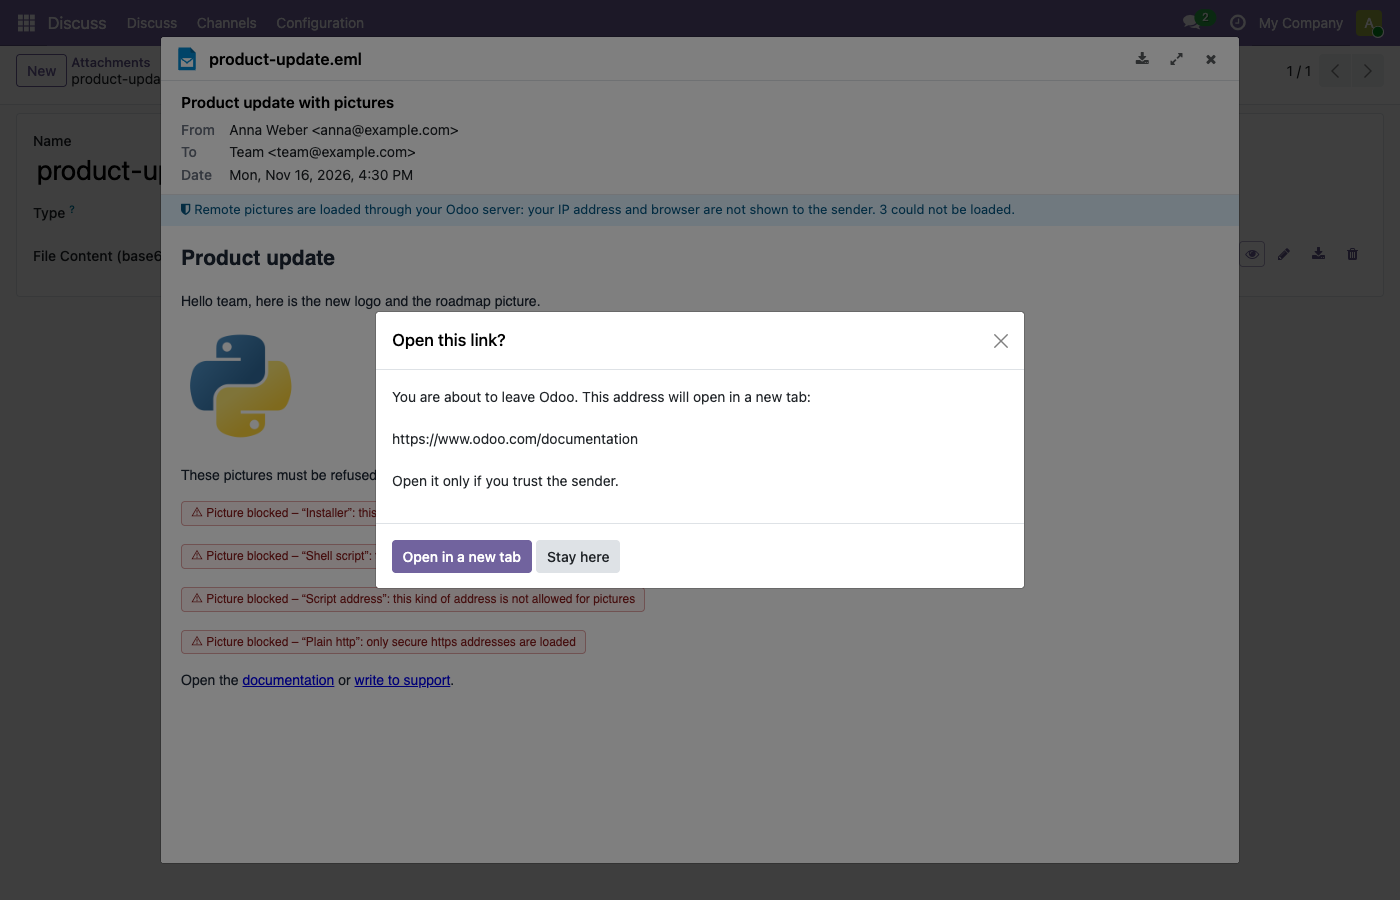 Discuss
Discuss
Channels
Configuration
2
My Company
A
product-update.eml
New
Attachments
1 / 1
Product update with pictures
From Anna Weber <anna@example.com>
To Team <team@example.com>
Date Mon, Nov 16, 2026, 4:30 PM
Name
Type ?
Remote pictures are loaded through your Odoo server: your IP address and browser are not shown to the sender. 3 could not be loaded.
Product update
Hello team, here is the new logo and the roadmap picture.
Open this link?
You are about to leave Odoo. This address will open in a new tab:
https://www.odoo.com/documentation
Open it only if you trust the sender.
Open in a new tab
Stay here
These pictures must be refused
Picture blocked – “Installer”: this
Picture blocked – “Shell script”:
Picture blocked – “Script address”: this kind of address is not allowed for pictures
Picture blocked – “Plain http”: only secure https addresses are loaded
Open the documentation or write to support.